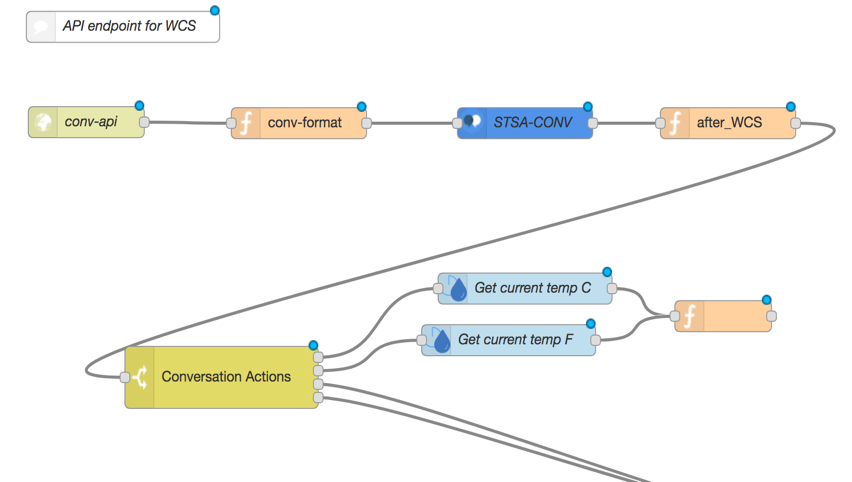 API endpoint for WCS
conv-api
conv-format
STSA-CONV
after_WCS
Get current temp C
Get current temp F
Conversation Actions